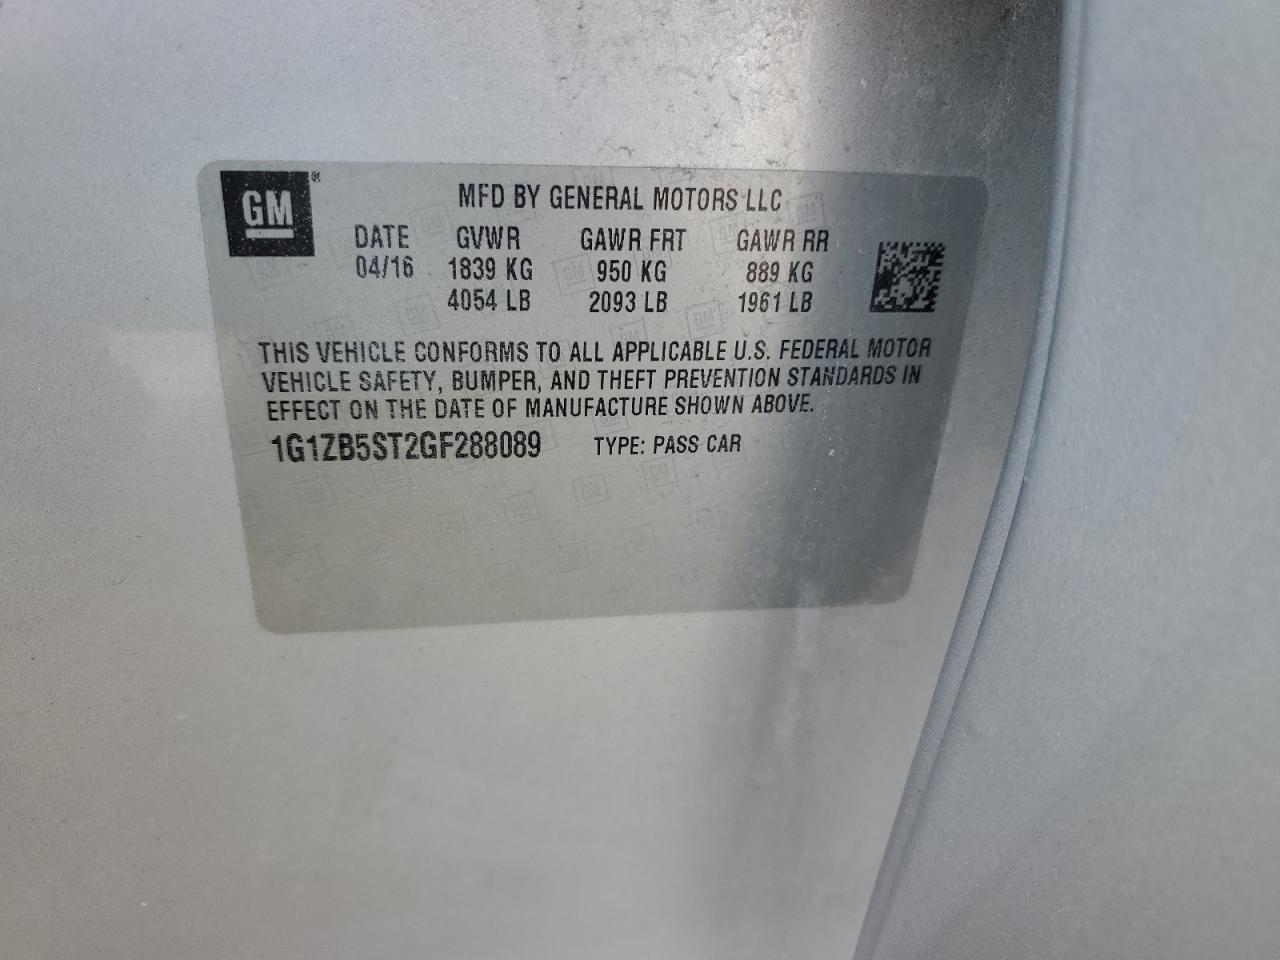 GM®
MFD BY GENERAL MOTORS LLC
DATE GVWR GAWR FRT GAWR RR
04/16 1839 KG 950 KG 889 KG
4054 LB 2093 LB 1961 LB
THIS VEHICLE CONFORMS TO ALL APPLICABLE U.S. FEDERAL MOTOR
VEHICLE SAFETY, BUMPER, AND THEFT PREVENTION STANDARDS IN
EFFECT ON THE DATE OF MANUFACTURE SHOWN ABOVE.
1G1ZB5ST2GF288089 TYPE: PASS CAR